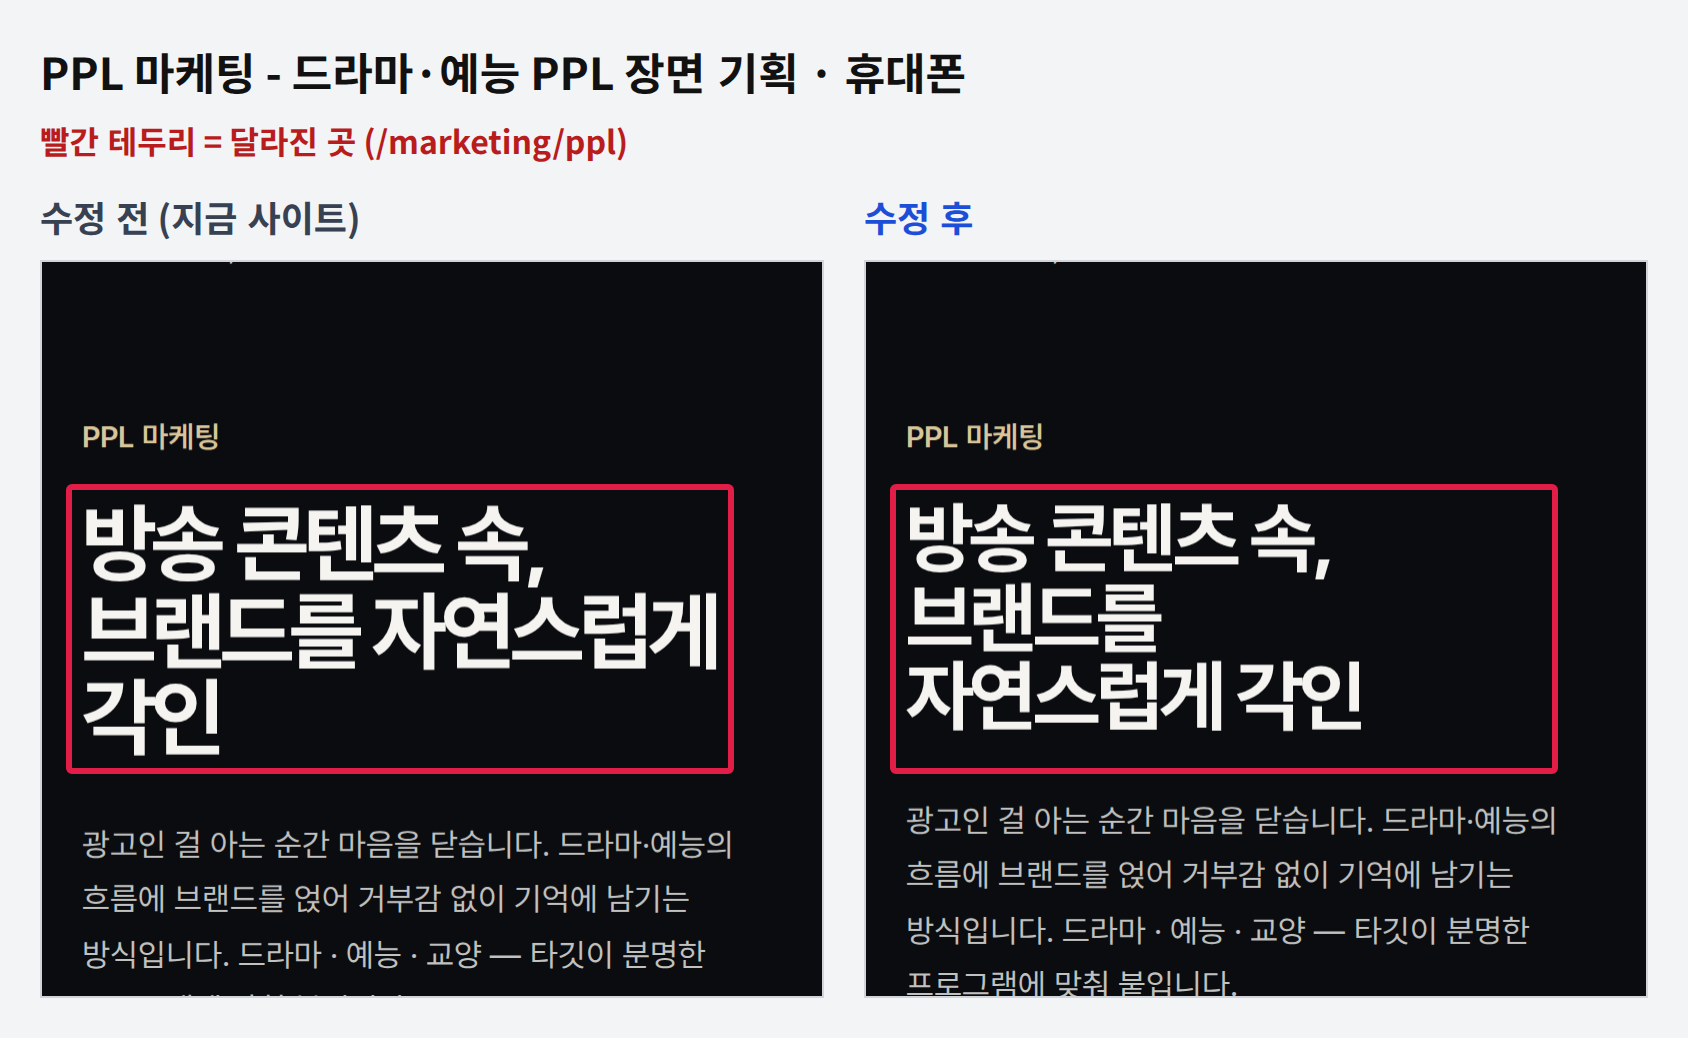 PPL 마케팅 - 드라마·예능 PPL 장면 기획 · 휴대폰
빨간 테두리 = 달라진 곳 (/marketing/ppl)
수정 전 (지금 사이트)
PPL 마케팅
방송 콘텐츠 속,
브랜드를 자연스럽게
각인
광고인 걸 아는 순간 마음을 닫습니다. 드라마·예능의
흐름에 브랜드를 얹어 거부감 없이 기억에 남기는
방식입니다. 드라마 · 예능 · 교양 — 타깃이 분명한
수정 후
PPL 마케팅
방송 콘텐츠 속,
브랜드를
자연스럽게 각인
광고인 걸 아는 순간 마음을 닫습니다. 드라마·예능의
흐름에 브랜드를 얹어 거부감 없이 기억에 남기는
방식입니다. 드라마 · 예능 · 교양 — 타깃이 분명한
프로그램에 맞춰 붙입니다.